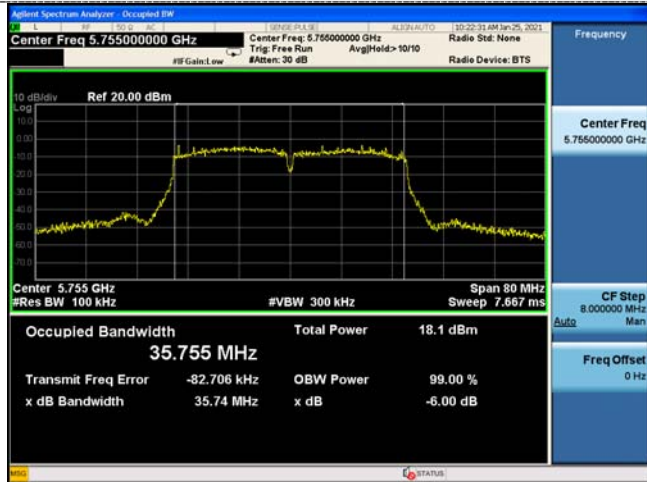 Agilent Spectrum Analyzer - Occupied BW
L RF 50 Ω AC SENSE:PULSE ALIGN AUTO 10:22:31 AM Jan 25, 2021
Center Freq 5.755000000 GHz
Center Freq: 5.755000000 GHz
Radio Std: None
Trig: Free Run Avg|Hold:> 10/10
#IFGain:Low #Atten: 30 dB Radio Device: BTS
Frequency
10 dB/div Ref 20.00 dBm
Log
10.0
0.00
-10.0
-20.0
-30.0
-40.0
-50.0
-60.0
-70.0
Center 5.755 GHz Span 80 MHz
#Res BW 100 kHz #VBW 300 kHz Sweep 7.667 ms
Occupied Bandwidth Total Power 18.1 dBm
35.755 MHz
Transmit Freq Error -82.706 kHz OBW Power 99.00 %
x dB Bandwidth 35.74 MHz x dB -6.00 dB
Center Freq
5.755000000 GHz
CF Step
8.000000 MHz
Auto Man
Freq Offset
0 Hz
MSG STATUS